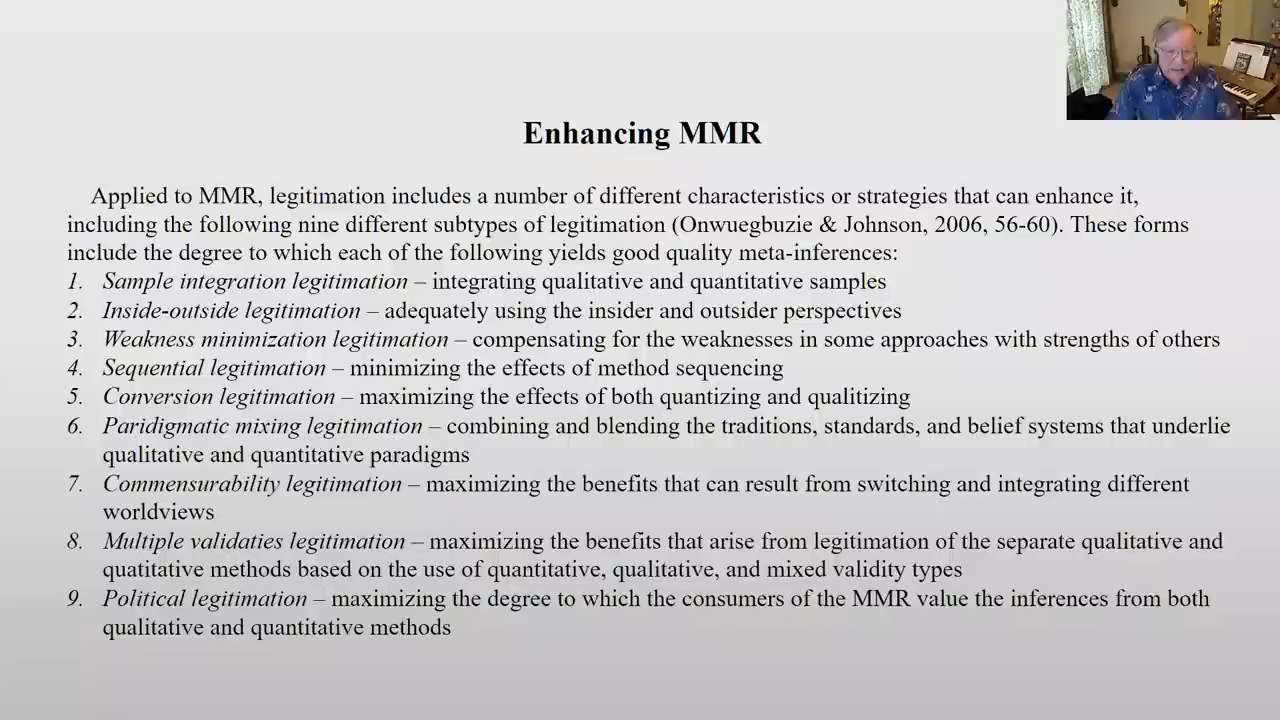 Enhancing MMR
Applied to MMR, legitimation includes a number of different characteristics or strategies that can enhance it,
including the following nine different subtypes of legitimation (Onwuegbuzie & Johnson, 2006, 56-60). These forms
include the degree to which each of the following yields good quality meta-inferences:
1. Sample integration legitimation – integrating qualitative and quantitative samples
2. Inside-outside legitimation – adequately using the insider and outsider perspectives
3. Weakness minimization legitimation – compensating for the weaknesses in some approaches with strengths of others
4. Sequential legitimation – minimizing the effects of method sequencing
5. Conversion legitimation – maximizing the effects of both quantizing and qualitizing
6. Paridigmatic mixing legitimation – combining and blending the traditions, standards, and belief systems that underlie
qualitative and quantitative paradigms
7. Commensurability legitimation – maximizing the benefits that can result from switching and integrating different
worldviews
8. Multiple validaties legitimation – maximizing the benefits that arise from legitimation of the separate qualitative and
quatitative methods based on the use of quantitative, qualitative, and mixed validity types
9. Political legitimation – maximizing the degree to which the consumers of the MMR value the inferences from both
qualitative and quantitative methods